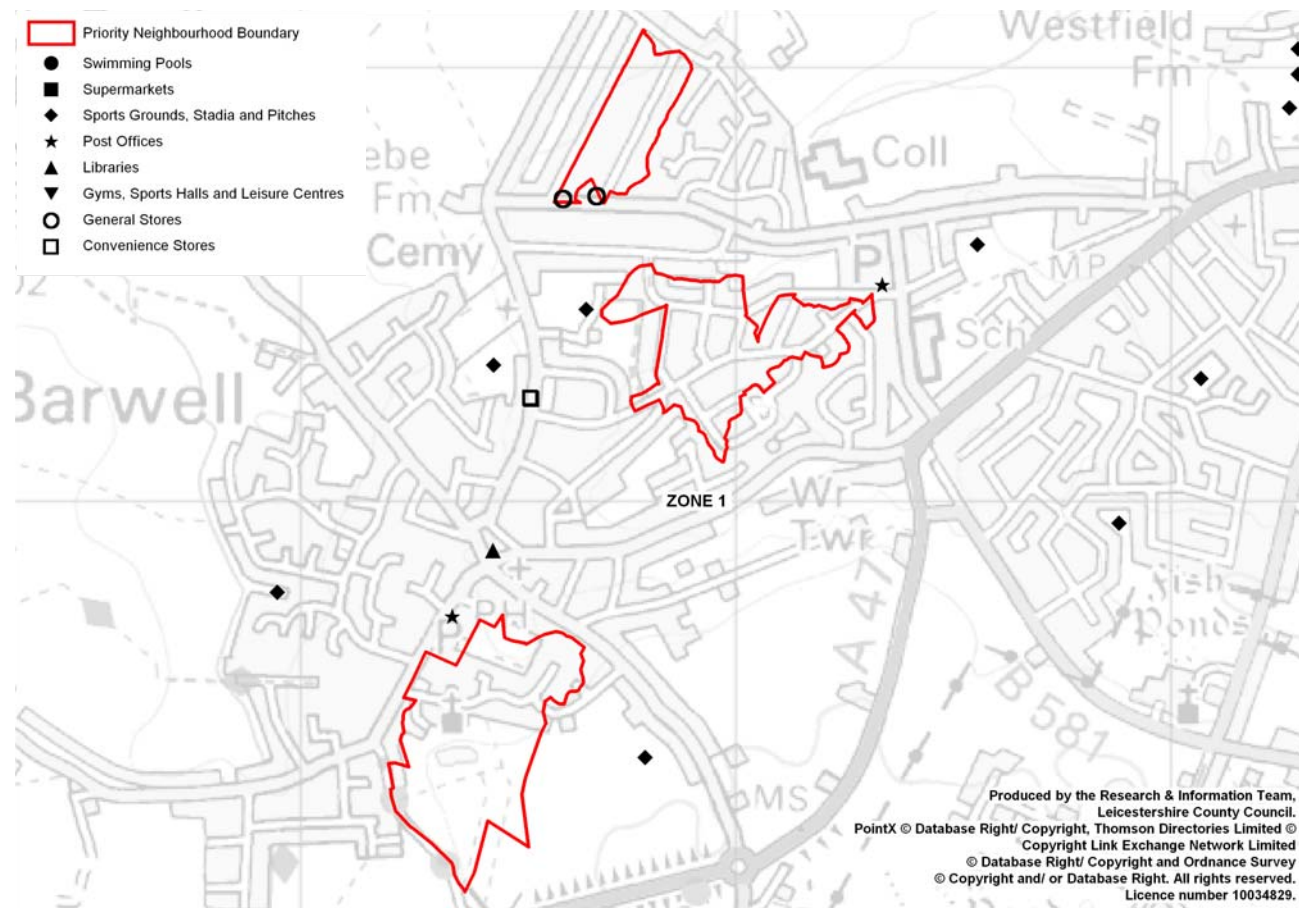 Priority Neighbourhood Boundary
Swimming Pools
Supermarkets
Sports Grounds, Stadia and Pitches
Post Offices
Libraries
Gyms, Sports Halls and Leisure Centres
General Stores
Convenience Stores
Westfield
Fm
ebe
Fm
Coll
Cemy
P
MP
Sch
Barwell
ZONE 1
Wr
Twr
A 47
PH
P
Fish
Ponds
B 581
MS
Produced by the Research & Information Team,
Leicestershire County Council.
PointX © Database Right/ Copyright, Thomson Directories Limited ©
Copyright Link Exchange Network Limited
© Database Right/ Copyright and Ordnance Survey
© Copyright and/ or Database Right. All rights reserved.
Licence number 10034829.